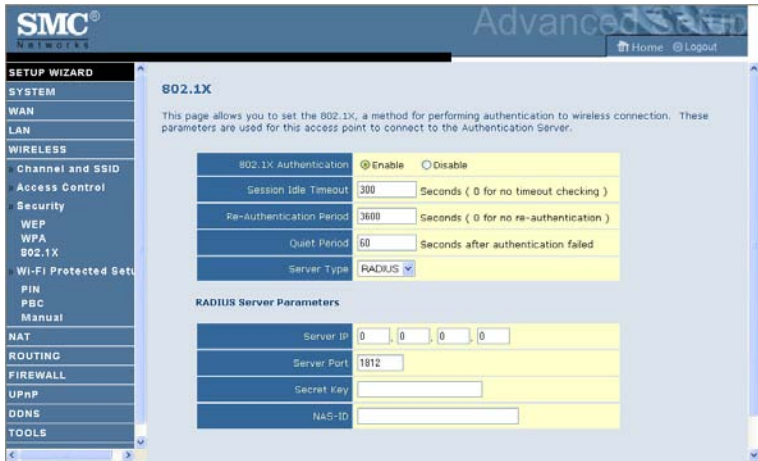 SMC®
Networks
Advanced Setup
Home Logout
SETUP WIZARD
SYSTEM
WAN
LAN
WIRELESS
Channel and SSID
Access Control
Security
WEP
WPA
802.1X
Wi-Fi Protected Setu
PIN
PBC
Manual
NAT
ROUTING
FIREWALL
UPnP
DDNS
TOOLS
802.1X
This page allows you to set the 802.1X, a method for performing authentication to wireless connection. These
parameters are used for this access point to connect to the Authentication Server.
802.1X Authentication Enable Disable
Session Idle Timeout 300 Seconds ( 0 for no timeout checking )
Re-Authentication Period 3600 Seconds ( 0 for no re-authentication )
Quiet Period 60 Seconds after authentication failed
Server Type RADIUS
RADIUS Server Parameters
Server IP 0 . 0 . 0 . 0
Server Port 1812
Secret Key
NAS-ID